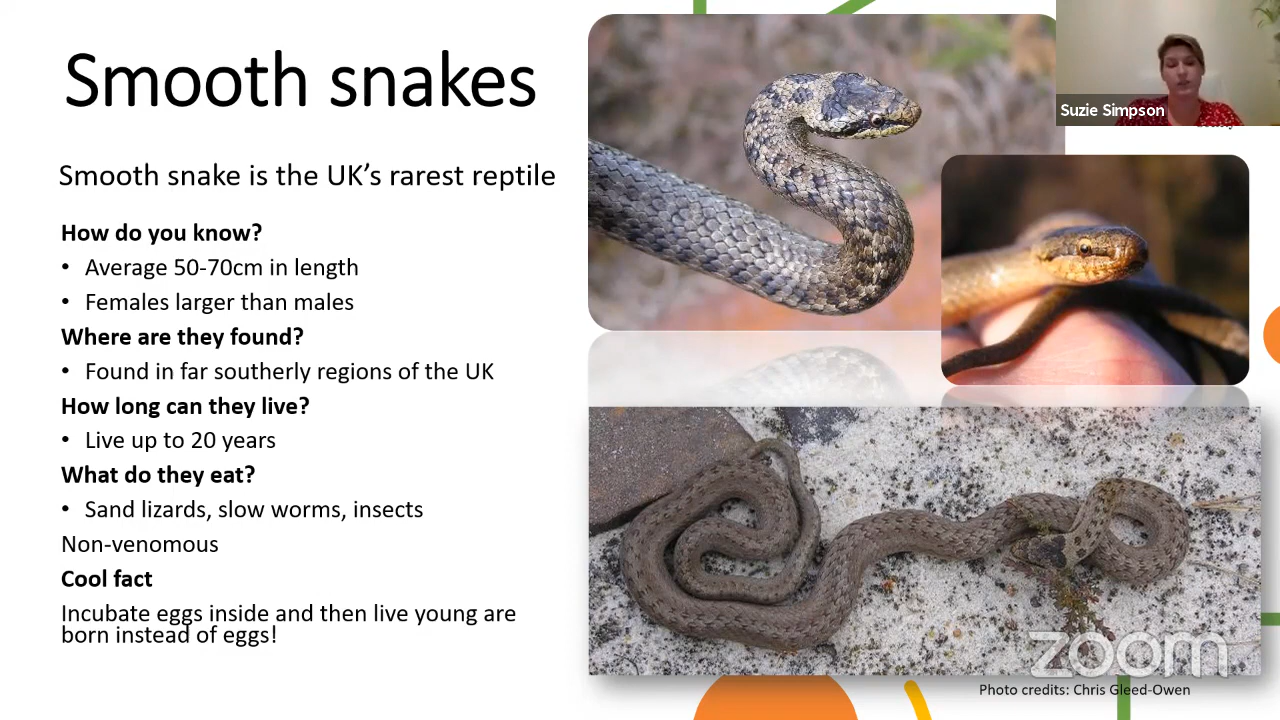 Smooth snakes
Suzie Simpson
Smooth snake is the UK’s rarest reptile
How do you know?
• Average 50-70cm in length
• Females larger than males
Where are they found?
• Found in far southerly regions of the UK
How long can they live?
• Live up to 20 years
What do they eat?
• Sand lizards, slow worms, insects
Non-venomous
Cool fact
Incubate eggs inside and then live young are
born instead of eggs!
zoom
Photo credits: Chris Gleed-Owen